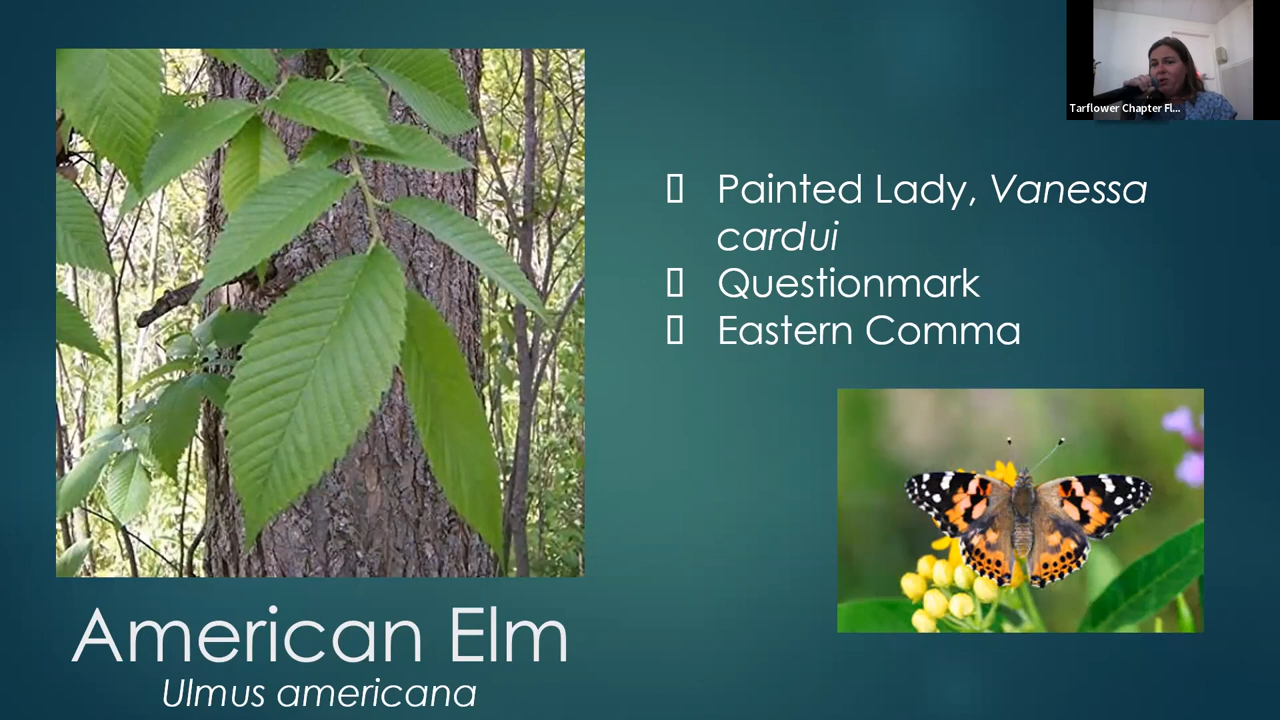 Tarflower Chapter Fl...
▯ Painted Lady, Vanessa
cardui
▯ Questionmark
▯ Eastern Comma
American Elm
Ulmus americana